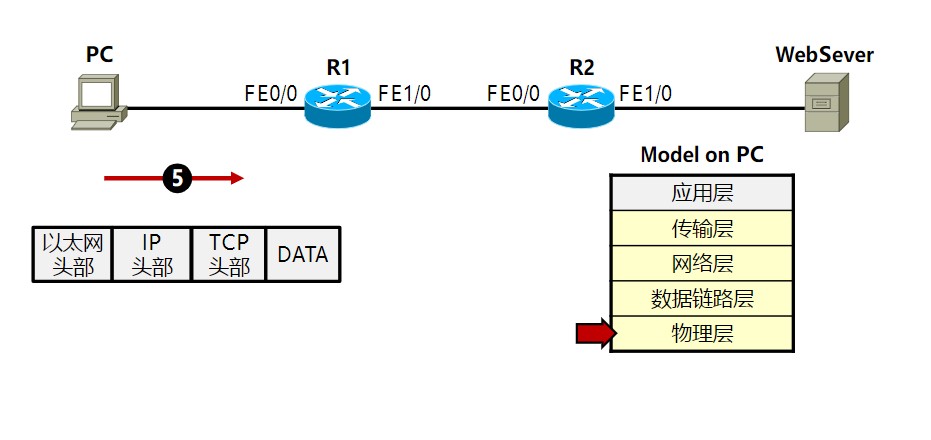 PC
R1
R2
WebSever
FE0/0
FE1/0
FE0/0
FE1/0
5
Model on PC
应用层
传输层
网络层
数据链路层
物理层
以太网
头部
IP
头部
TCP
头部
DATA